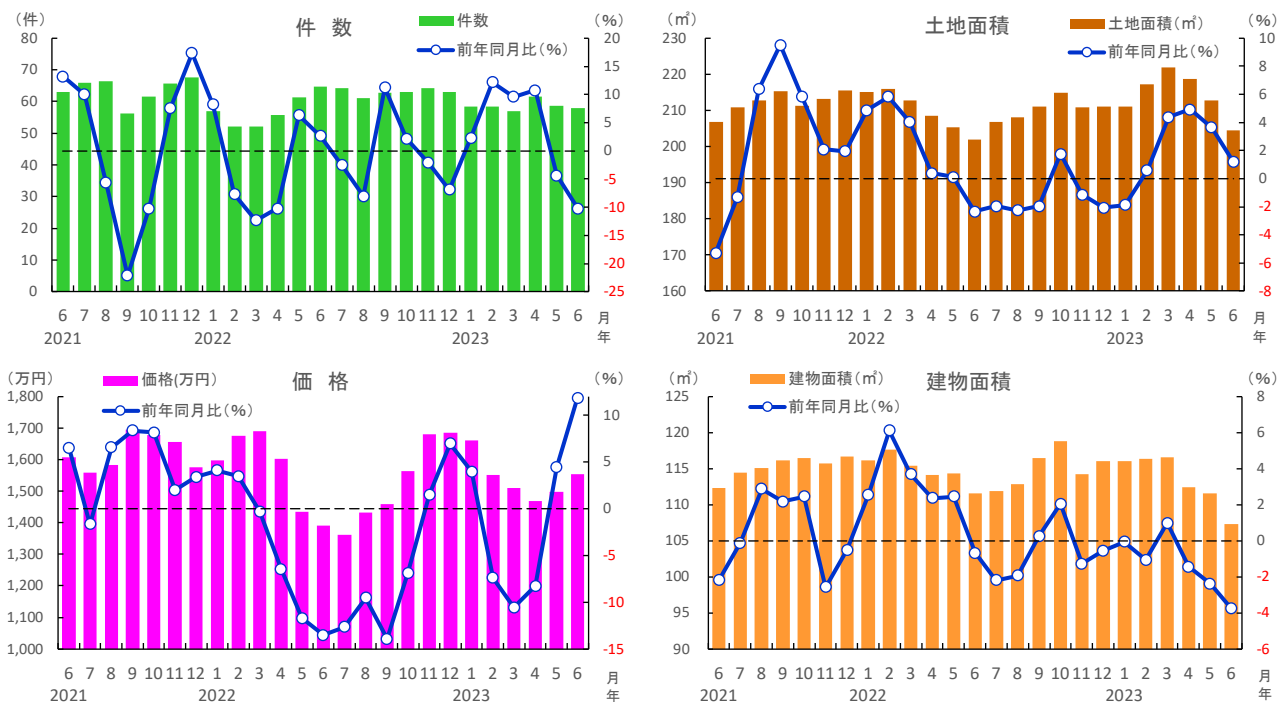 （件） 件 数 （%）
件数
前年同月比（%）
80 70 60 50 40 30 20 10 0
20 15 10 5 0 -5 -10 -15 -20 -25
6 7 8 9 10 11 12 1 2 3 4 5 6 7 8 9 10 11 12 1 2 3 4 5 6 月
2021 2022 2023 年
（㎡） 土地面積 （%）
土地面積（㎡）
前年同月比（%）
230 220 210 200 190 180 170 160
10 8 6 4 2 0 -2 -4 -6 -8
6 7 8 9 10 11 12 1 2 3 4 5 6 7 8 9 10 11 12 1 2 3 4 5 6 月
2021 2022 2023 年
（万円） 価 格 （%）
価格(万円)
前年同月比（%）
1,800 1,700 1,600 1,500 1,400 1,300 1,200 1,100 1,000
10 5 0 -5 -10 -15
6 7 8 9 10 11 12 1 2 3 4 5 6 7 8 9 10 11 12 1 2 3 4 5 6 月
2021 2022 2023 年
（㎡） 建物面積 （%）
建物面積（㎡）
前年同月比（%）
125 120 115 110 105 100 95 90
8 6 4 2 0 -2 -4 -6
6 7 8 9 10 11 12 1 2 3 4 5 6 7 8 9 10 11 12 1 2 3 4 5 6 月
2021 2022 2023 年